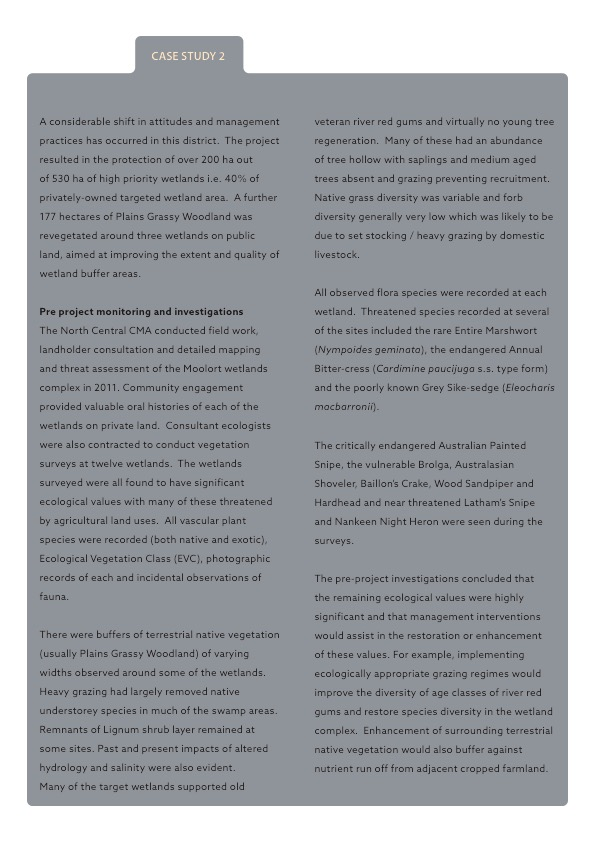 CASE STUDY 2
A considerable shift in attitudes and management
practices has occurred in this district.  The project
resulted in the protection of over 200 ha out
of 530 ha of high priority wetlands i.e. 40% of
privately-owned targeted wetland area.  A further
177 hectares of Plains Grassy Woodland was
revegetated around three wetlands on public
land, aimed at improving the extent and quality of
wetland buffer areas.
Pre project monitoring and investigations
The North Central CMA conducted field work,
landholder consultation and detailed mapping
and threat assessment of the Moolort wetlands
complex in 2011. Community engagement
provided valuable oral histories of each of the
wetlands on private land.  Consultant ecologists
were also contracted to conduct vegetation
surveys at twelve wetlands.  The wetlands
surveyed were all found to have significant
ecological values with many of these threatened
by agricultural land uses.  All vascular plant
species were recorded (both native and exotic),
Ecological Vegetation Class (EVC), photographic
records of each and incidental observations of
fauna.
There were buffers of terrestrial native vegetation
(usually Plains Grassy Woodland) of varying
widths observed around some of the wetlands.
Heavy grazing had largely removed native
understorey species in much of the swamp areas.
Remnants of Lignum shrub layer remained at
some sites. Past and present impacts of altered
hydrology and salinity were also evident.
Many of the target wetlands supported old
veteran river red gums and virtually no young tree
regeneration.  Many of these had an abundance
of tree hollow with saplings and medium aged
trees absent and grazing preventing recruitment.
Native grass diversity was variable and forb
diversity generally very low which was likely to be
due to set stocking / heavy grazing by domestic
livestock.
All observed flora species were recorded at each
wetland.  Threatened species recorded at several
of the sites included the rare Entire Marshwort
(Nympoides geminata), the endangered Annual
Bitter-cress (Cardimine paucijuga s.s. type form)
and the poorly known Grey Sike-sedge (Eleocharis
macbarronii).
The critically endangered Australian Painted
Snipe, the vulnerable Brolga, Australasian
Shoveler, Baillon's Crake, Wood Sandpiper and
Hardhead and near threatened Latham's Snipe
and Nankeen Night Heron were seen during the
surveys.
The pre-project investigations concluded that
the remaining ecological values were highly
significant and that management interventions
would assist in the restoration or enhancement
of these values. For example, implementing
ecologically appropriate grazing regimes would
improve the diversity of age classes of river red
gums and restore species diversity in the wetland
complex.  Enhancement of surrounding terrestrial
native vegetation would also buffer against
nutrient run off from adjacent cropped farmland.